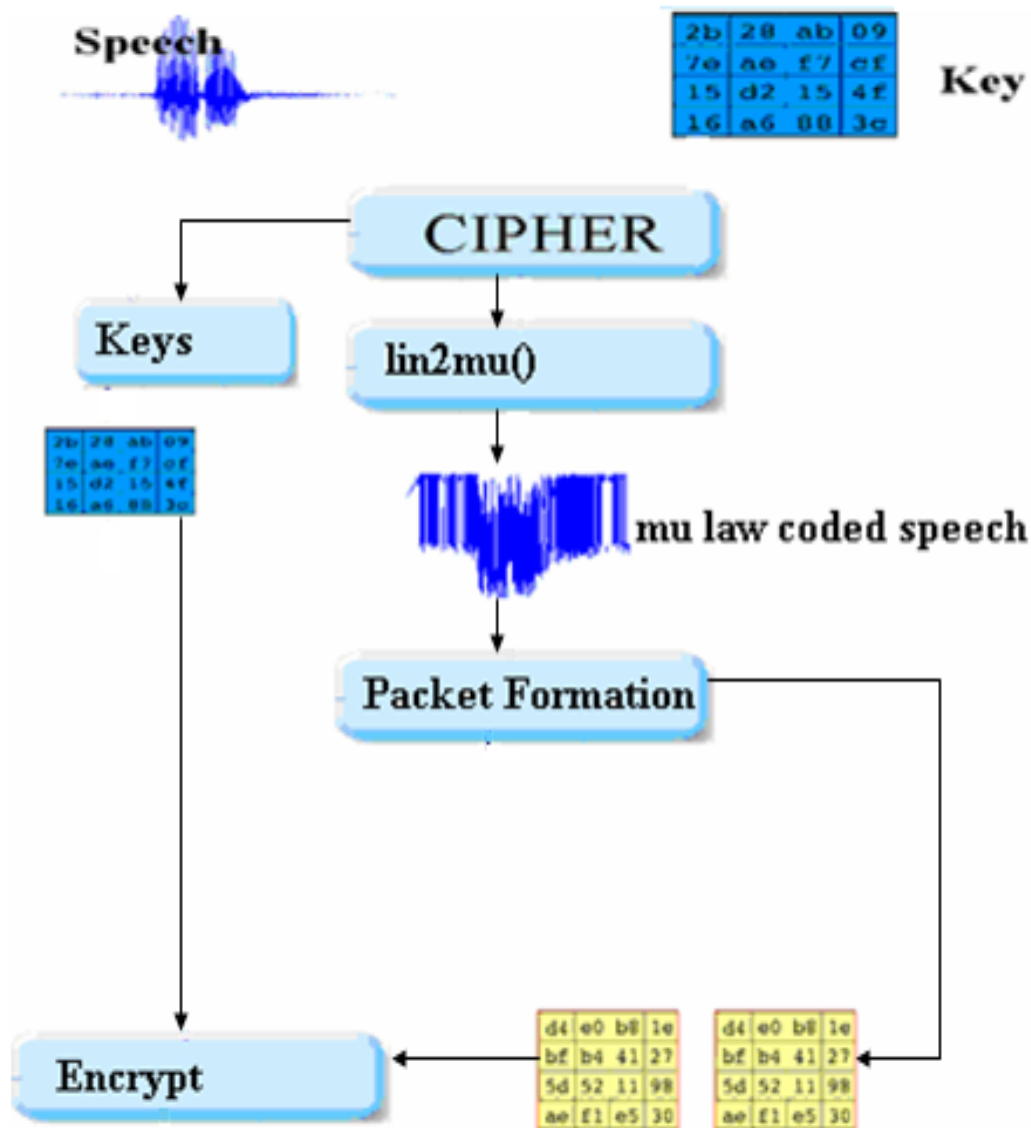 Speech
2b 28 ab 09
7e ae f7 cf
15 d2 15 4f
16 a6 88 3c
Key
CIPHER
Keys
lin2mu()
2b 28 ab 09
7e ae f7 cf
15 d2 15 4f
16 a6 88 3c
mu law coded speech
Packet Formation
d4 e0 b8 1e
bf b4 41 27
5d 52 11 98
ae f1 e5 30
d4 e0 b8 1e
bf b4 41 27
5d 52 11 98
ae f1 e5 30
Encrypt